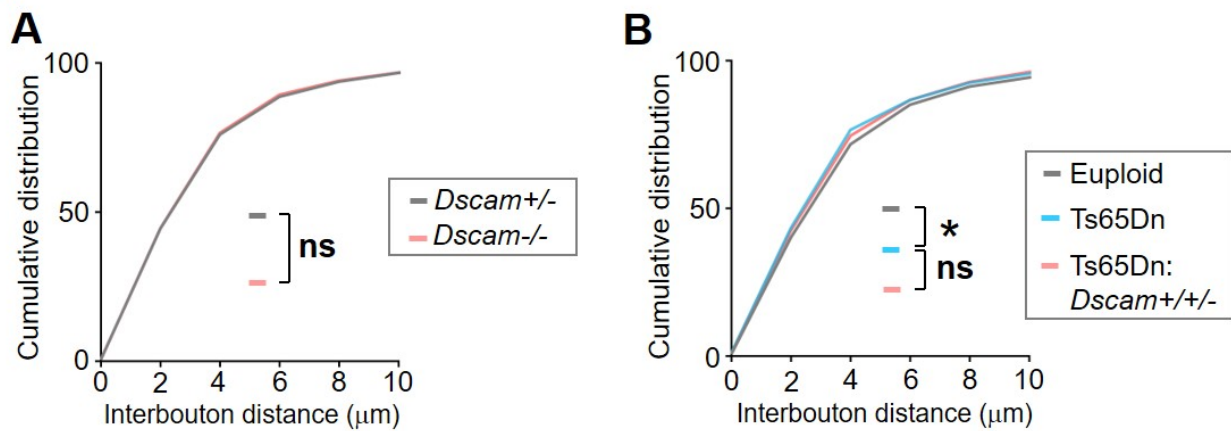 A
Cumulative distribution
100
50
0
0 2 4 6 8 10
Interbouton distance (μm)
ns
Dscam+/-
Dscam-/-
B
Cumulative distribution
100
50
0
0 2 4 6 8 10
Interbouton distance (μm)
*
ns
Euploid
Ts65Dn
Ts65Dn:
Dscam+/+/-